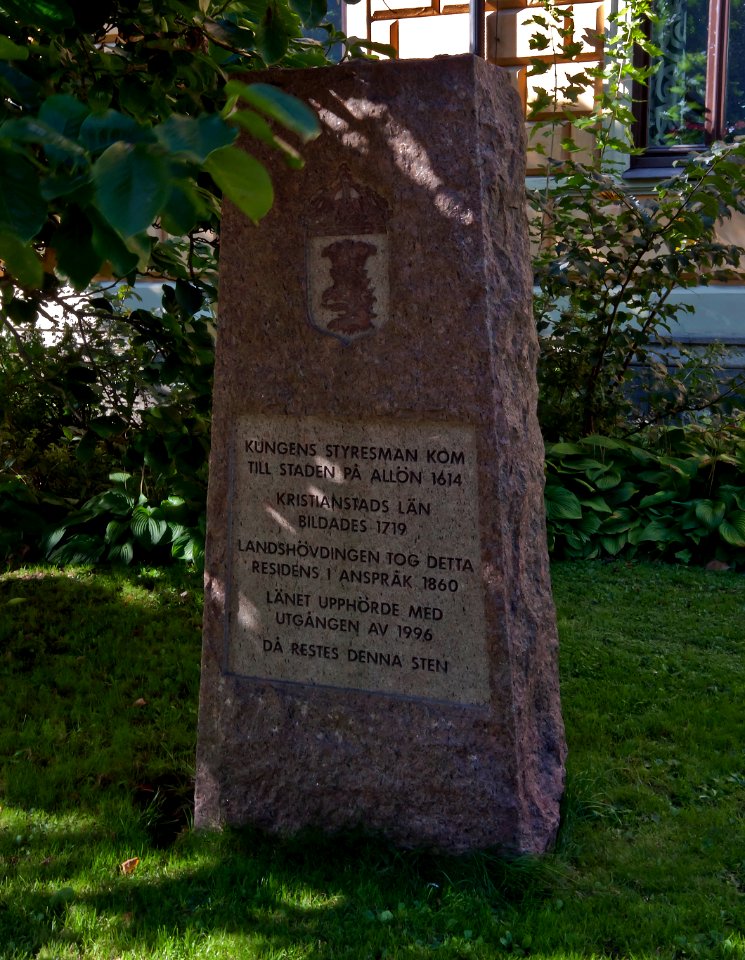 KUNGENS STYRESMAN KOM
TILL STADEN PÅ ALLÖN 1614
KRISTIANSTADS LÄN
BILDADES 1719
LANDSHÖVDINGEN TOG DETTA
RESIDENS I ANSPRÅK 1860
LÄNET UPPHÖRDE MED
UTGÅNGEN AV 1996
DÅ RESTES DENNA STEN